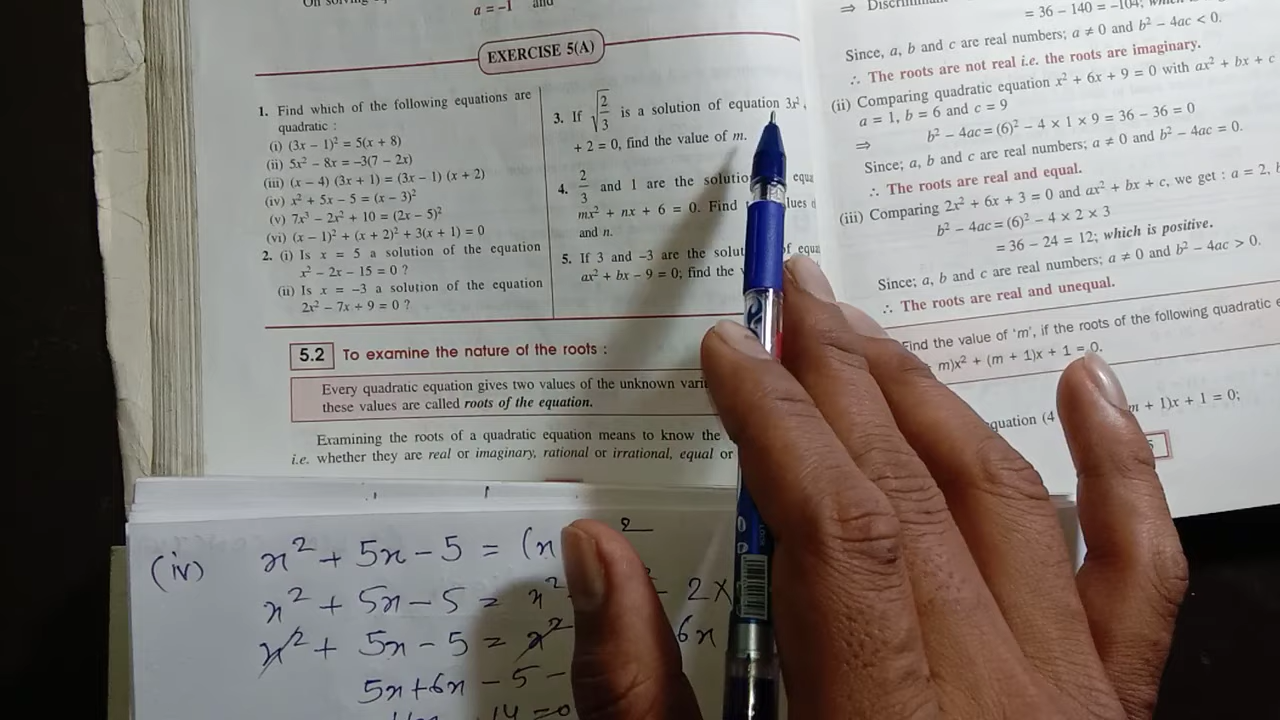 a = –1 and
EXERCISE 5(A)
1. Find which of the following equations are
quadratic :
(i) (3x – 1)² = 5(x + 8)
(ii) 5x² – 8x = –3(7 – 2x)
(iii) (x – 4) (3x + 1) = (3x – 1) (x + 2)
(iv) x² + 5x – 5 = (x – 3)²
(v) 7x³ – 2x² + 10 = (2x – 5)²
(vi) (x – 1)² + (x + 2)² + 3(x + 1) = 0
2. (i) Is x = 5 a solution of the equation
x² – 2x – 15 = 0 ?
(ii) Is x = –3 a solution of the equation
2x² – 7x + 9 = 0 ?
3. If √2/3 is a solution of equation 3x²
+ 2 = 0, find the value of m.
4. 2/3 and 1 are the
mx² + nx + 6 = 0. Find
and n.
5. If 3 and –3 are the
ax² + bx – 9 = 0; find the
5.2 To examine the nature of the roots :
Every quadratic equation gives two values of the unknown
these values are called roots of the equation.
Examining the roots of a quadratic equation means to know the
i.e. whether they are real or imaginary, rational or irrational, equal or
= 36 – 140 = –104;
Since, a, b and c are real numbers; a ≠ 0 and b² – 4ac < 0.
∴ The roots are not real i.e. the roots are imaginary.
(ii) Comparing quadratic equation x² + 6x + 9 = 0 with ax² + bx + c
a = 1, b = 6 and c = 9
⇒ b² – 4ac = (6)² – 4 × 1 × 9 = 36 – 36 = 0
Since; a, b and c are real numbers; a ≠ 0 and b² – 4ac = 0.
∴ The roots are real and equal.
(iii) Comparing 2x² + 6x + 3 = 0 and ax² + bx + c, we get : a = 2,
b² – 4ac = (6)² – 4 × 2 × 3
= 36 – 24 = 12; which is positive.
Since; a, b and c are real numbers; a ≠ 0 and b² – 4ac > 0.
∴ The roots are real and unequal.
Find the value of 'm', if the roots of the following quadratic
m)x² + (m + 1)x + 1 = 0.
(4 m + 1)x + 1 = 0;
(iv) x² + 5x – 5 = (x 2
x² + 5x – 5 = x² – 2×
x² + 5x – 5 = x² 6x
5x + 6x – 5 –
14 = 0